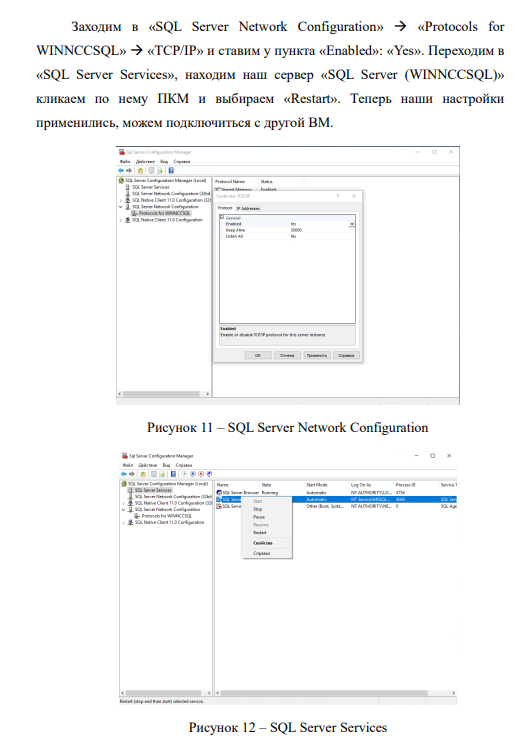 Заходим в «SQL Server Network Configuration» → «Protocols for
WINNCCSQL» → «TCP/IP» и ставим у пункта «Enabled»: «Yes». Переходим в
«SQL Server Services», находим наш сервер «SQL Server (WINNCCSQL)»
кликаем по нему ПКМ и выбираем «Restart». Теперь наши настройки
применились, можем подключиться с другой ВМ.
Sql Server Configuration Manager
Файл Действие Вид Справка
SQL Server Configuration Manager (Local)
SQL Server Services
SQL Server Network Configuration (32bit
SQL Native Client 11.0 Configuration (32
SQL Server Network Configuration
Protocols for WINNCCSQL
SQL Native Client 11.0 Configuration
Protocol Name Status
Shared Memory Enabled
Свойства: TCP/IP
Protocol IP Addresses
General
Enabled Yes
Keep Alive 30000
Listen All Yes
Enabled
Enable or disable TCP/IP protocol for this server instance.
OK Отмена Применить Справка
Рисунок 11 – SQL Server Network Configuration
Sql Server Configuration Manager
Файл Действие Вид Справка
SQL Server Configuration Manager (Local)
SQL Server Services
SQL Server Network Configuration (32bit
SQL Native Client 11.0 Configuration (32
SQL Server Network Configuration
Protocols for WINNCCSQL
SQL Native Client 11.0 Configuration
Name State Start Mode Log On As Process ID Service T
SQL Server Browser Running Automatic NT AUTHORITY\LO... 4756
SQL Serve Automatic NT Service\MSSQL... 4044 SQL Serv
SQL Serve Other (Boot, Syste... NT AUTHORITY\NE... 0 SQL Age
Start
Stop
Pause
Resume
Restart
Свойства
Справка
Restart (stop and then start) selected service.
Рисунок 12 – SQL Server Services